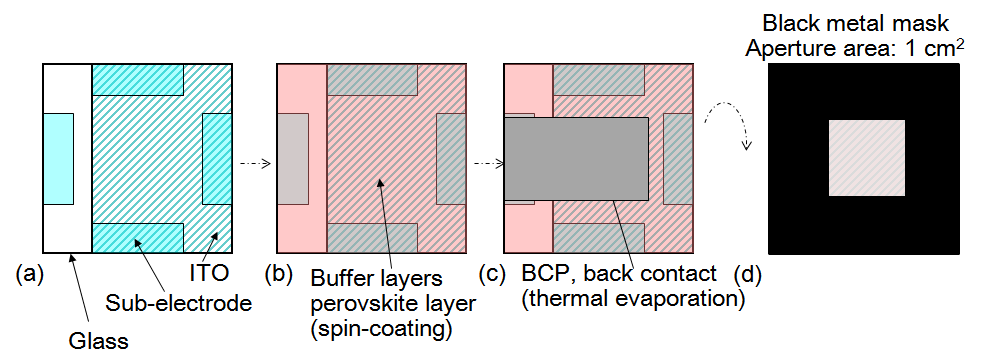 Black metal mask
Aperture area: 1 cm²
(a)
ITO
Sub-electrode
Glass
(b)
Buffer layers
perovskite layer
(spin-coating)
(c)
BCP, back contact
(thermal evaporation)
(d)